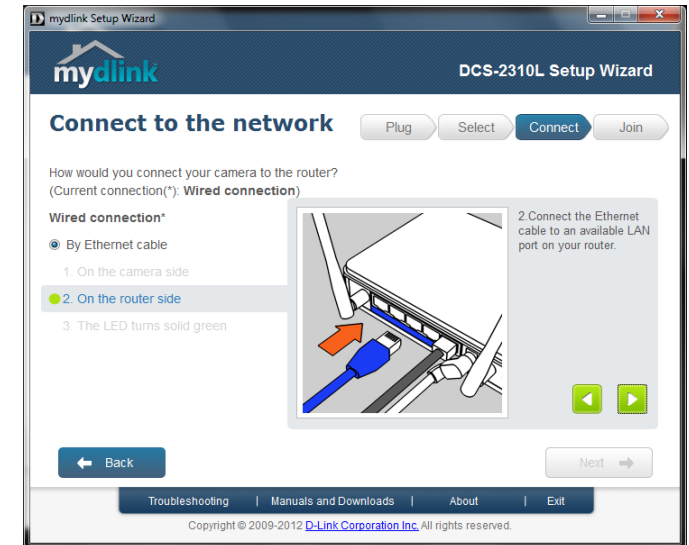 mydlink Setup Wizard
mydlink
DCS-2310L Setup Wizard
Connect to the network
Plug
Select
Connect
Join
How would you connect your camera to the router?
(Current connection(*): Wired connection)
Wired connection*
By Ethernet cable
1. On the camera side
2. On the router side
3. The LED turns solid green
2.Connect the Ethernet
cable to an available LAN
port on your router.
Back
Next
Troubleshooting | Manuals and Downloads | About | Exit
Copyright © 2009-2012 D-Link Corporation Inc. All rights reserved.